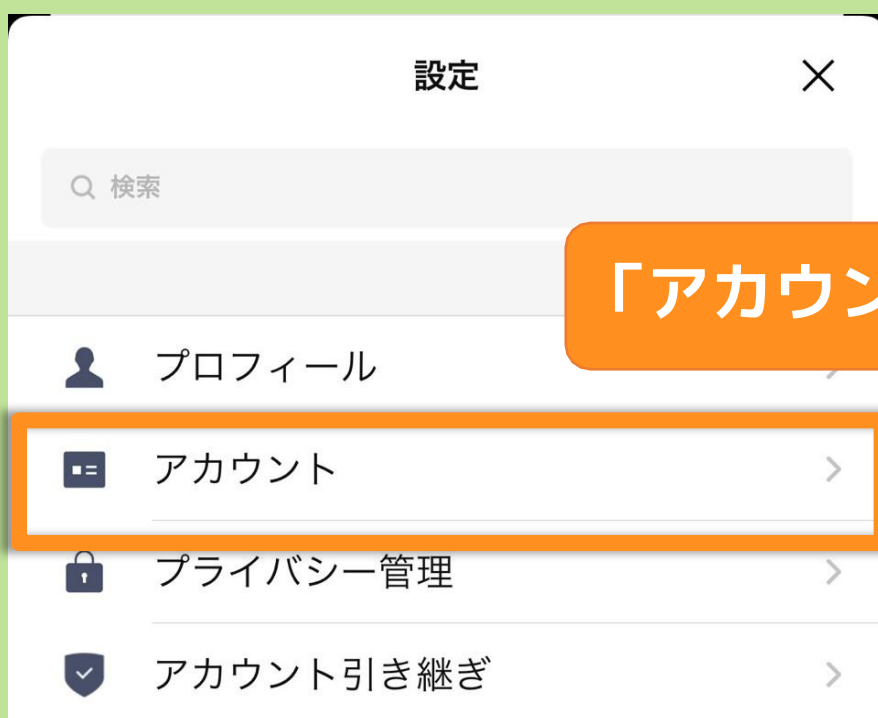 設定
検索
「アカウン
プロフィール
アカウント
プライバシー管理
アカウント引き継ぎ